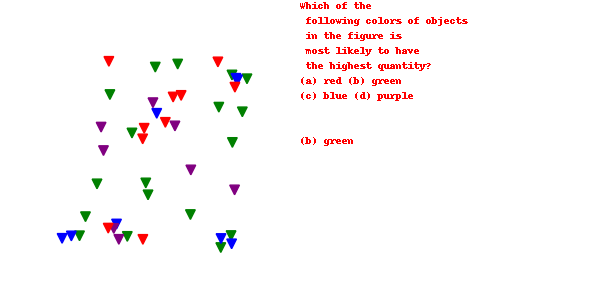 Which of the
following colors of objects
in the figure is
most likely to have
the highest quantity?
(a) red (b) green
(c) blue (d) purple
(b) green